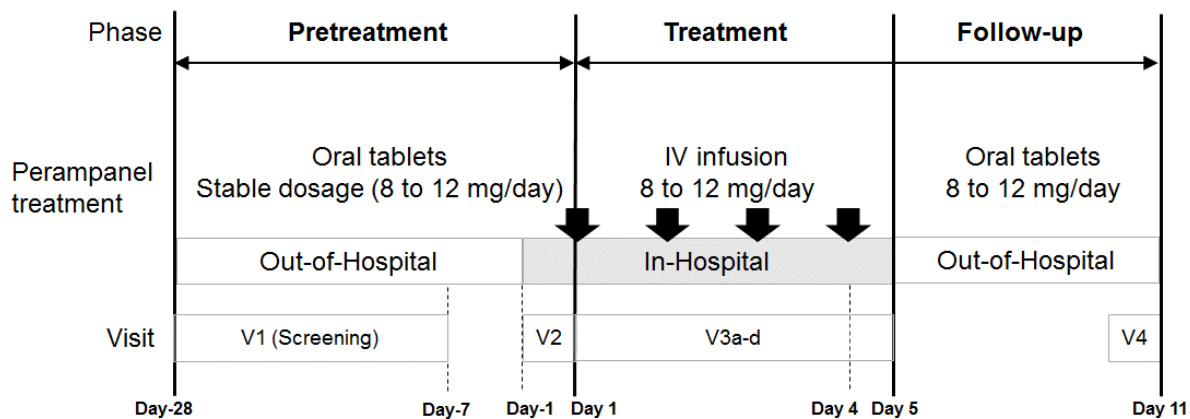 Phase
Pretreatment
Treatment
Follow-up
Perampanel
treatment
Oral tablets
Stable dosage (8 to 12 mg/day)
IV infusion
8 to 12 mg/day
Oral tablets
8 to 12 mg/day
Out-of-Hospital
In-Hospital
Out-of-Hospital
Visit
V1 (Screening)
V2
V3a-d
V4
Day-28
Day-7
Day-1
Day 1
Day 4
Day 5
Day 11